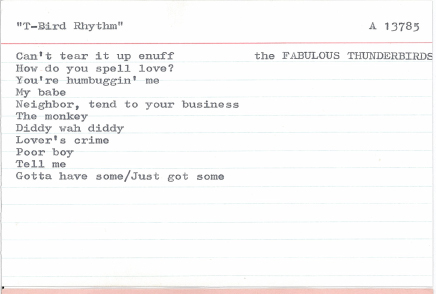 "T-Bird Rhythm" A 13785
Can't tear it up enuff the FABULOUS THUNDERBIRDS
How do you spell love?
You're humbuggin' me
My babe
Neighbor, tend to your business
The monkey
Diddy wah diddy
Lover's crime
Poor boy
Tell me
Gotta have some/Just got some